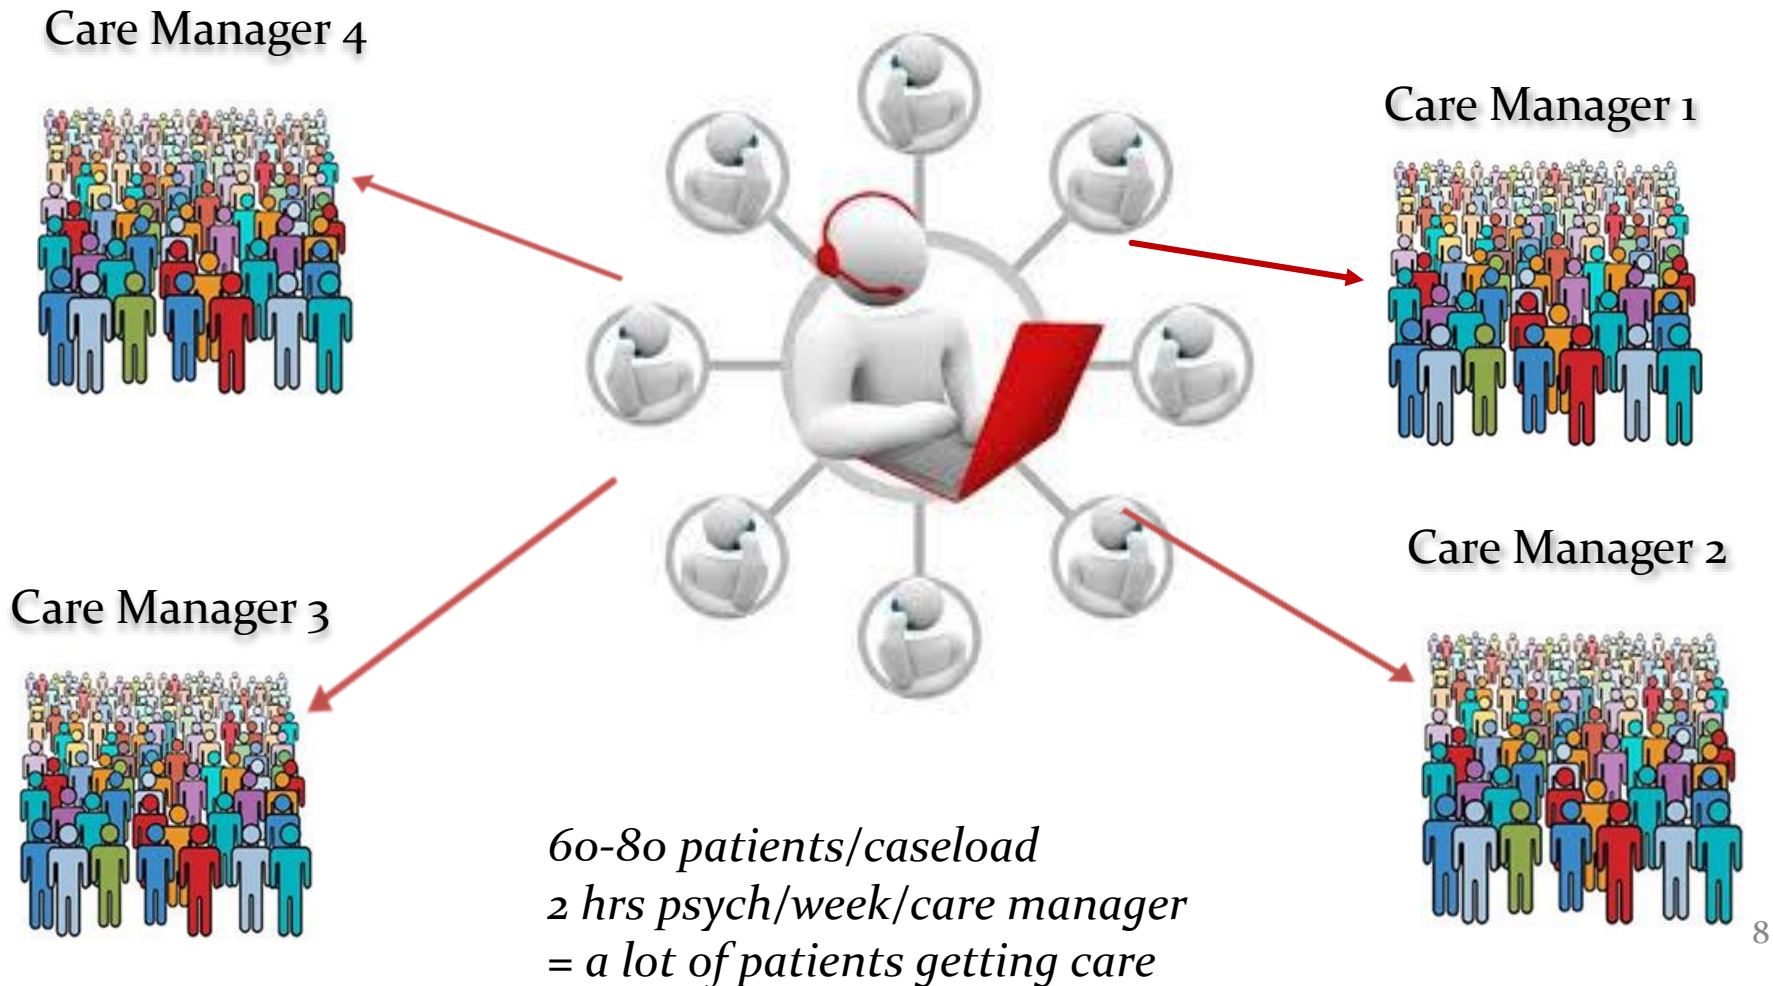 Care Manager 4
Care Manager 1
Care Manager 2
Care Manager 3
60-80 patients/caseload
2 hrs psych/week/care manager
= a lot of patients getting care
8